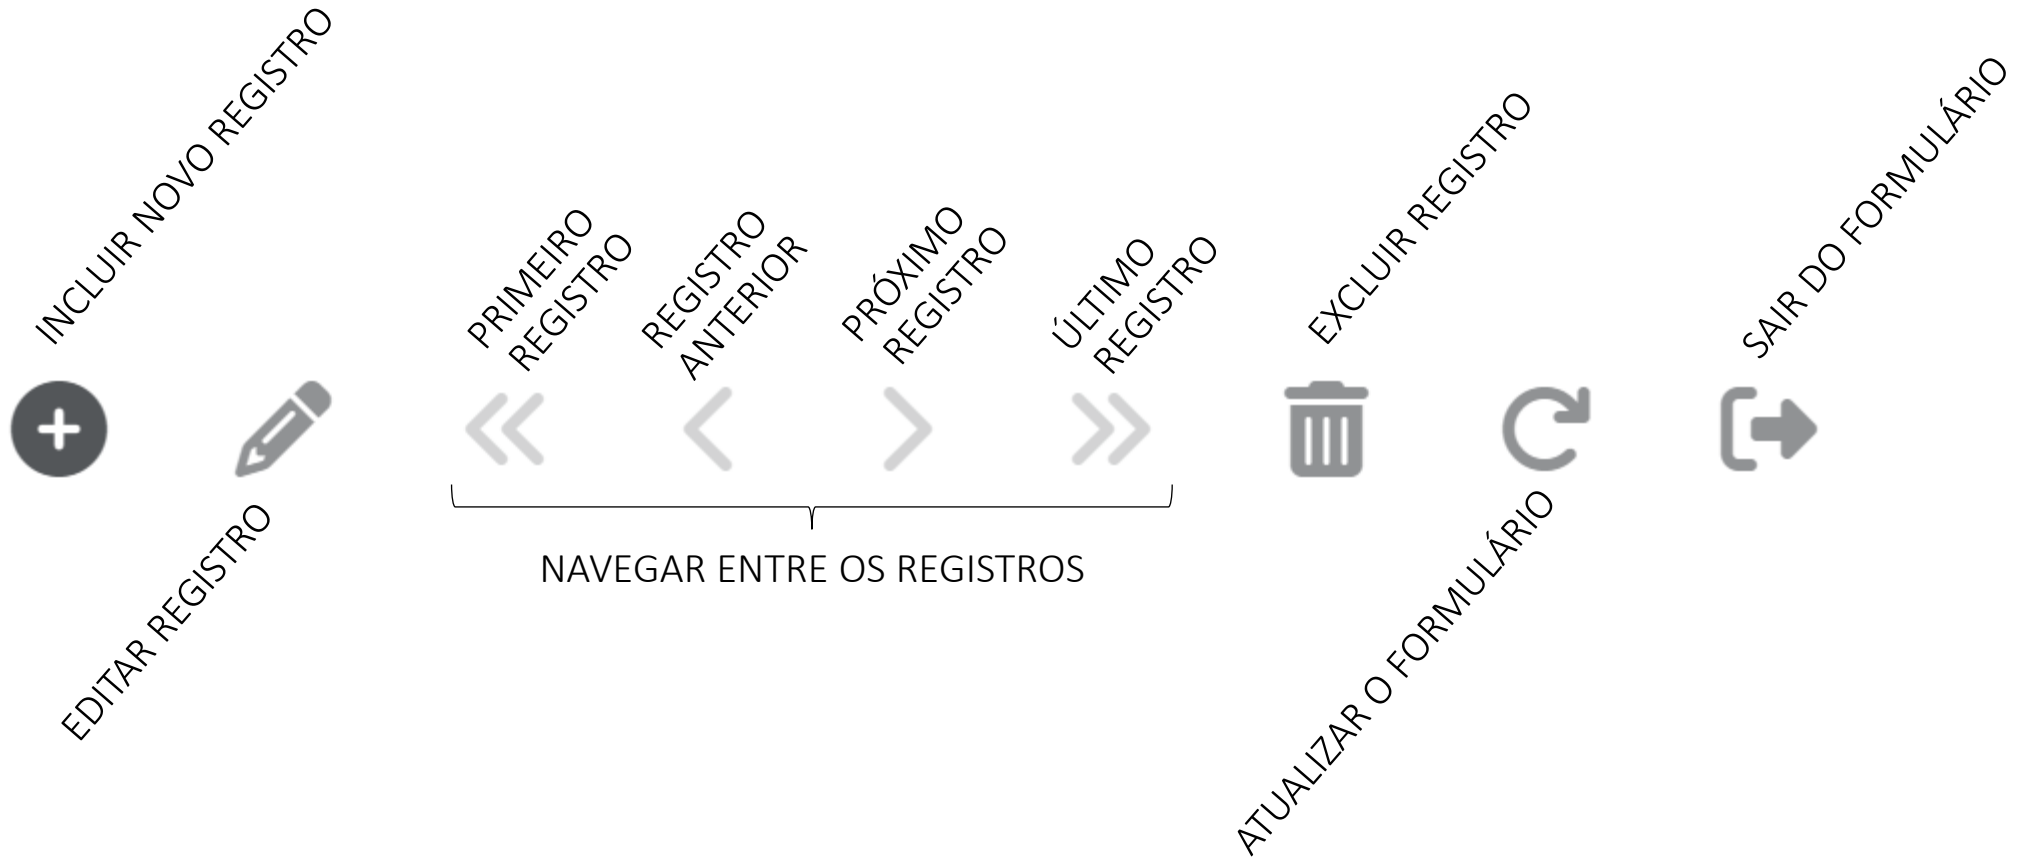 INCLUIR NOVO REGISTRO
EDITAR REGISTRO
PRIMEIRO
REGISTRO
REGISTRO
ANTERIOR
PRÓXIMO
REGISTRO
ÚLTIMO
REGISTRO
NAVEGAR ENTRE OS REGISTROS
EXCLUIR REGISTRO
ATUALIZAR O FORMULÁRIO
SAIR DO FORMULÁRIO